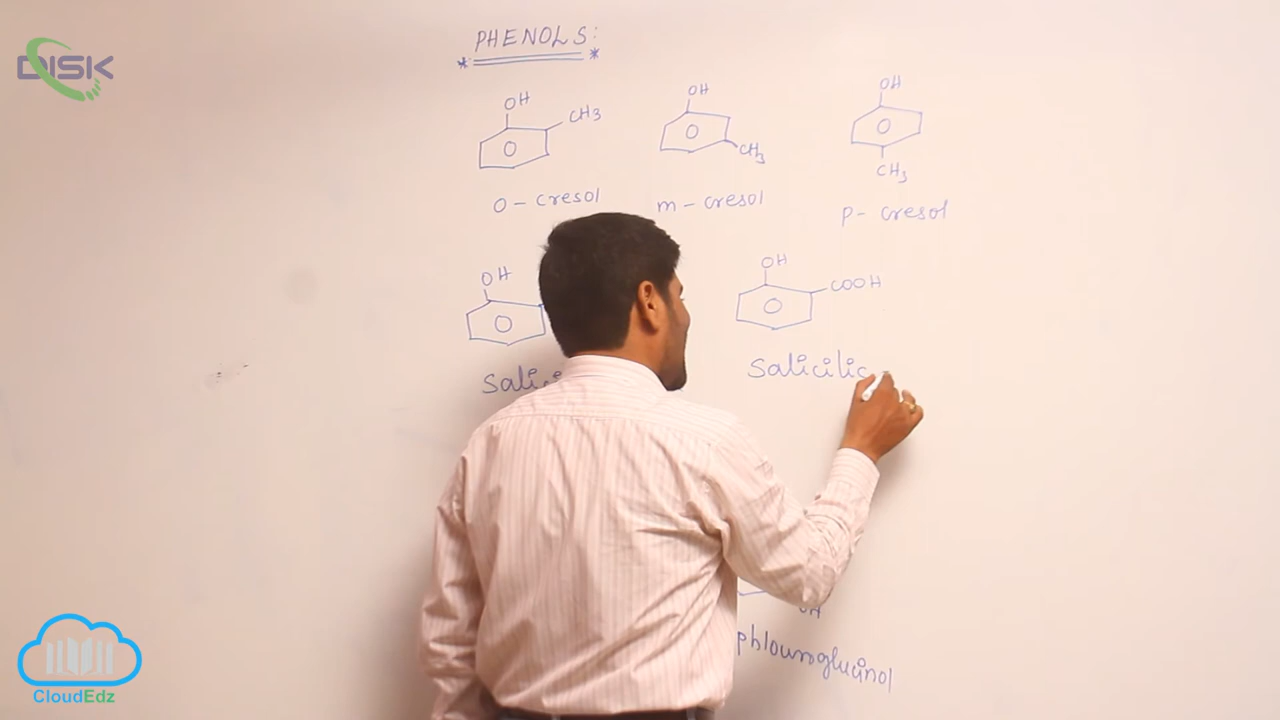 DISK
PHENOLS:
OH
CH3
OH
CH3
OH
CH3
o - cresol
m - cresol
p - cresol
OH
OH
COOH
Salicilic
OH
phlouroglucinol
CloudEdz